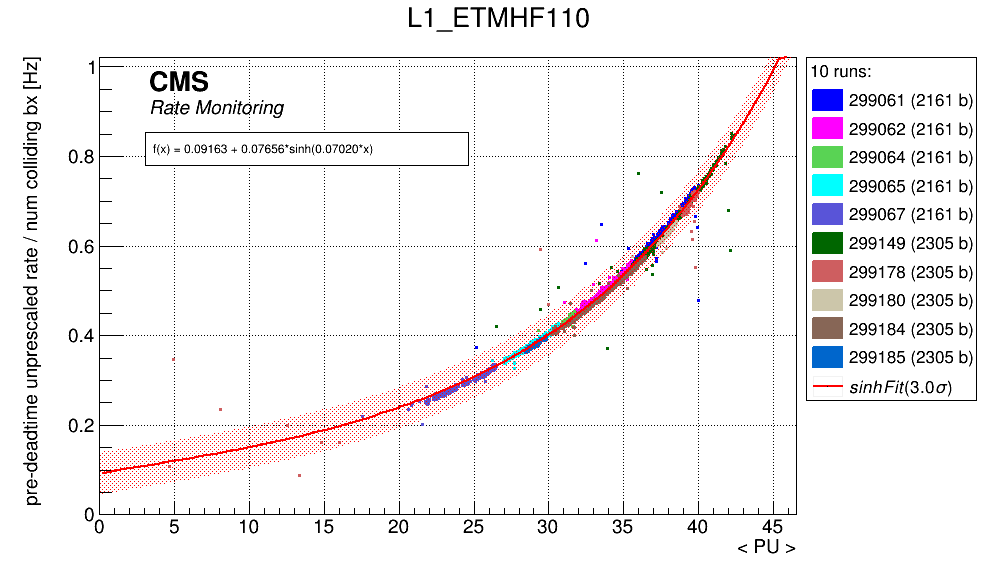 L1_ETMHF110
pre-deadtime unprescaled rate / num colliding bx [Hz]
CMS
Rate Monitoring
f(x) = 0.09163 + 0.07656*sinh(0.07020*x)
1
0.8
0.6
0.4
0.2
0
0 5 10 15 20 25 30 35 40 45
< PU >
10 runs:
299061 (2161 b)
299062 (2161 b)
299064 (2161 b)
299065 (2161 b)
299067 (2161 b)
299149 (2305 b)
299178 (2305 b)
299180 (2305 b)
299184 (2305 b)
299185 (2305 b)
sinhFit(3.0σ)